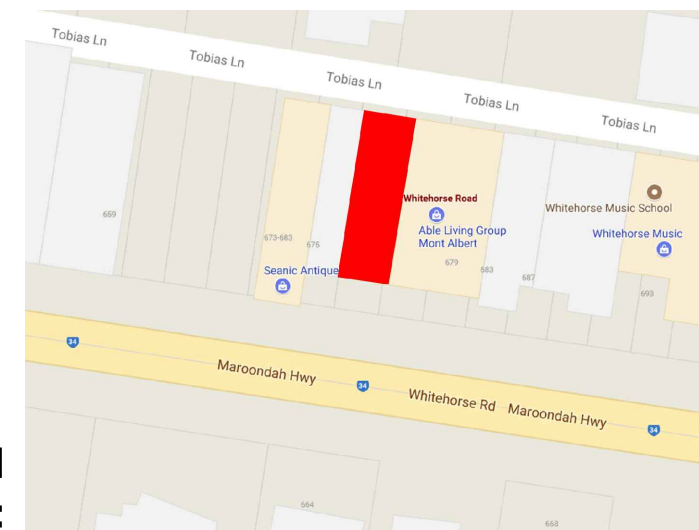 Tobias Ln
Tobias Ln
Tobias Ln
Tobias Ln
Tobias Ln
659
673-683
675
Seanic Antique
Whitehorse Road
Able Living Group
Mont Albert
679
683
687
Whitehorse Music School
Whitehorse Music
693
34
Maroondah Hwy
34
Whitehorse Rd
Maroondah Hwy
34
664
668